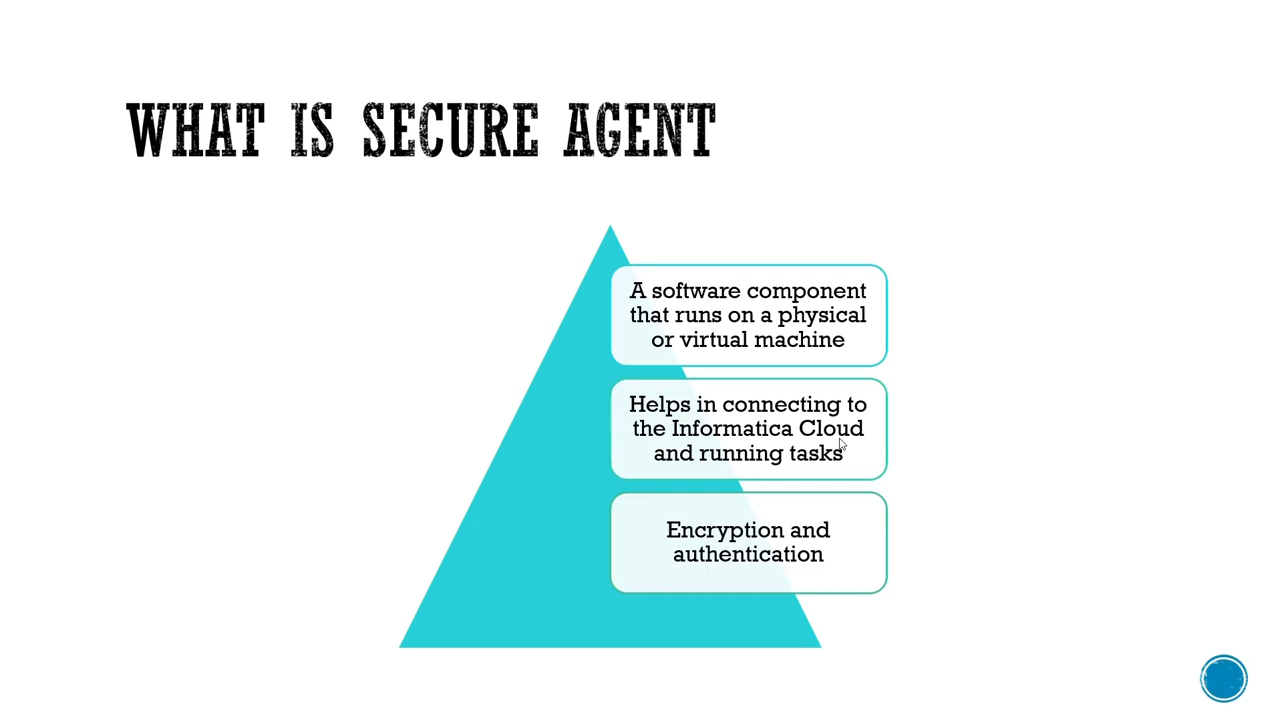 WHAT IS SECURE AGENT
A software component
that runs on a physical
or virtual machine
Helps in connecting to
the Informatica Cloud
and running tasks
Encryption and
authentication